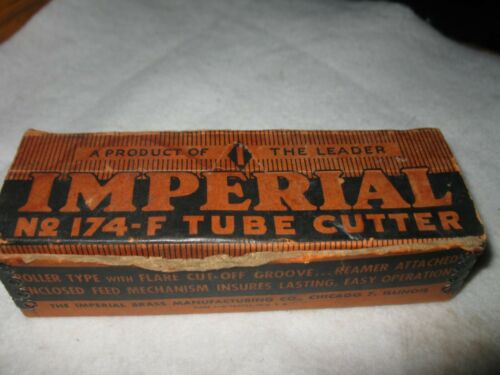 A PRODUCT OF I THE LEADER
IMPERIAL
No 174-F TUBE CUTTER
OLLER TYPE WITH FLARE CUT-OFF GROOVE... REAMER ATTACHED
ENCLOSED FEED MECHANISM INSURES LASTING, EASY OPERATION
THE IMPERIAL BRASS MANUFACTURING CO., CHICAGO 7, ILLINOIS